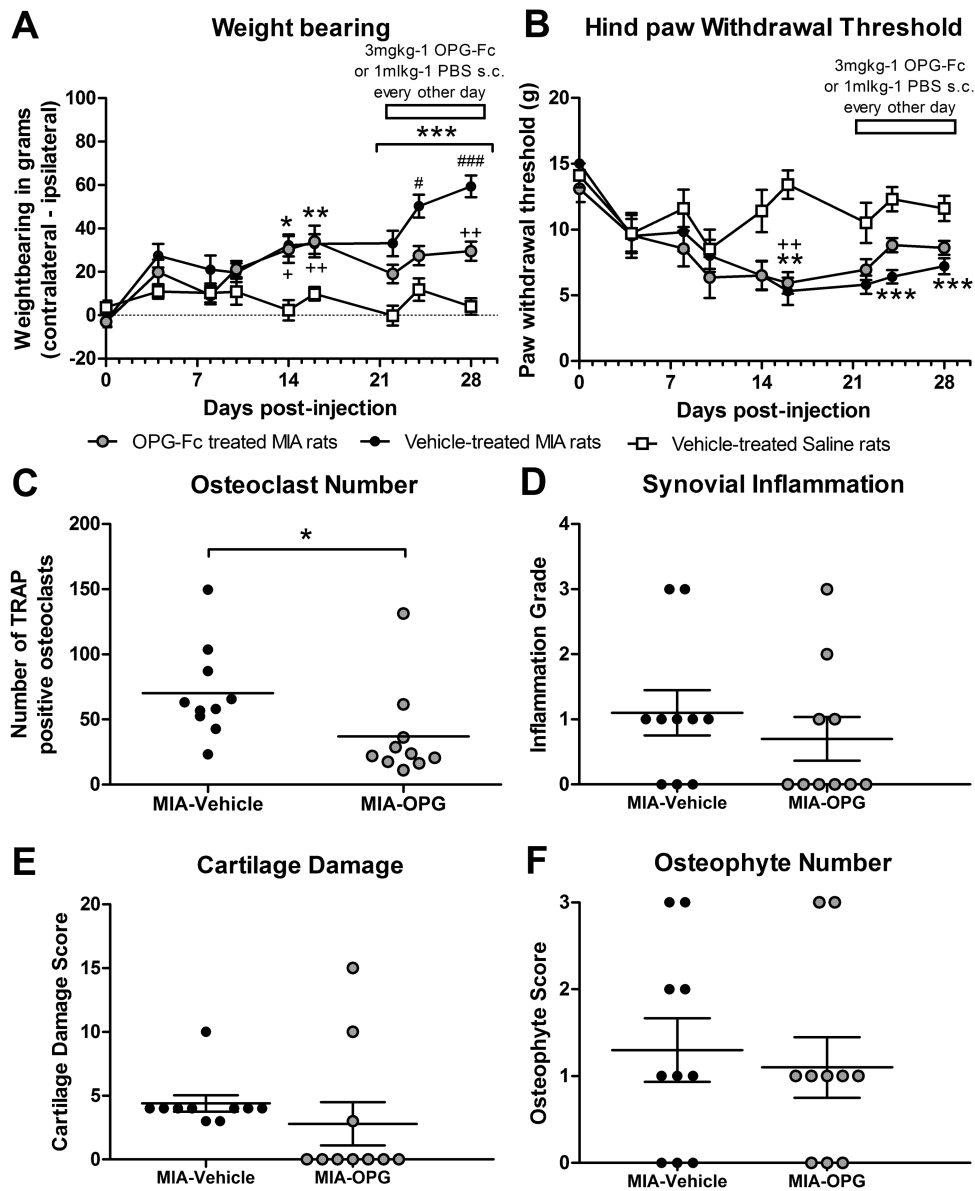 A
Weight bearing
3mgkg-1 OPG-Fc
or 1mlkg-1 PBS s.c.
every other day
Weightbearing in grams
(contralateral - ipsilateral)
100
80
60
40
20
0
-20
***
#
###
*
**
+
++
++
0
7
14
21
28
Days post-injection
B
Hind paw Withdrawal Threshold
3mgkg-1 OPG-Fc
or 1mlkg-1 PBS s.c.
every other day
Paw withdrawal threshold (g)
20
15
10
5
0
++
**
***
***
0
7
14
21
28
Days post-injection
OPG-Fc treated MIA rats
Vehicle-treated MIA rats
Vehicle-treated Saline rats
C
Osteoclast Number
Number of TRAP
positive osteoclasts
200
150
100
50
0
*
MIA-Vehicle
MIA-OPG
D
Synovial Inflammation
Inflammation Grade
4
3
2
1
0
MIA-Vehicle
MIA-OPG
E
Cartilage Damage
Cartilage Damage Score
20
15
10
5
0
MIA-Vehicle
MIA-OPG
F
Osteophyte Number
Osteophyte Score
3
2
1
0
MIA-Vehicle
MIA-OPG